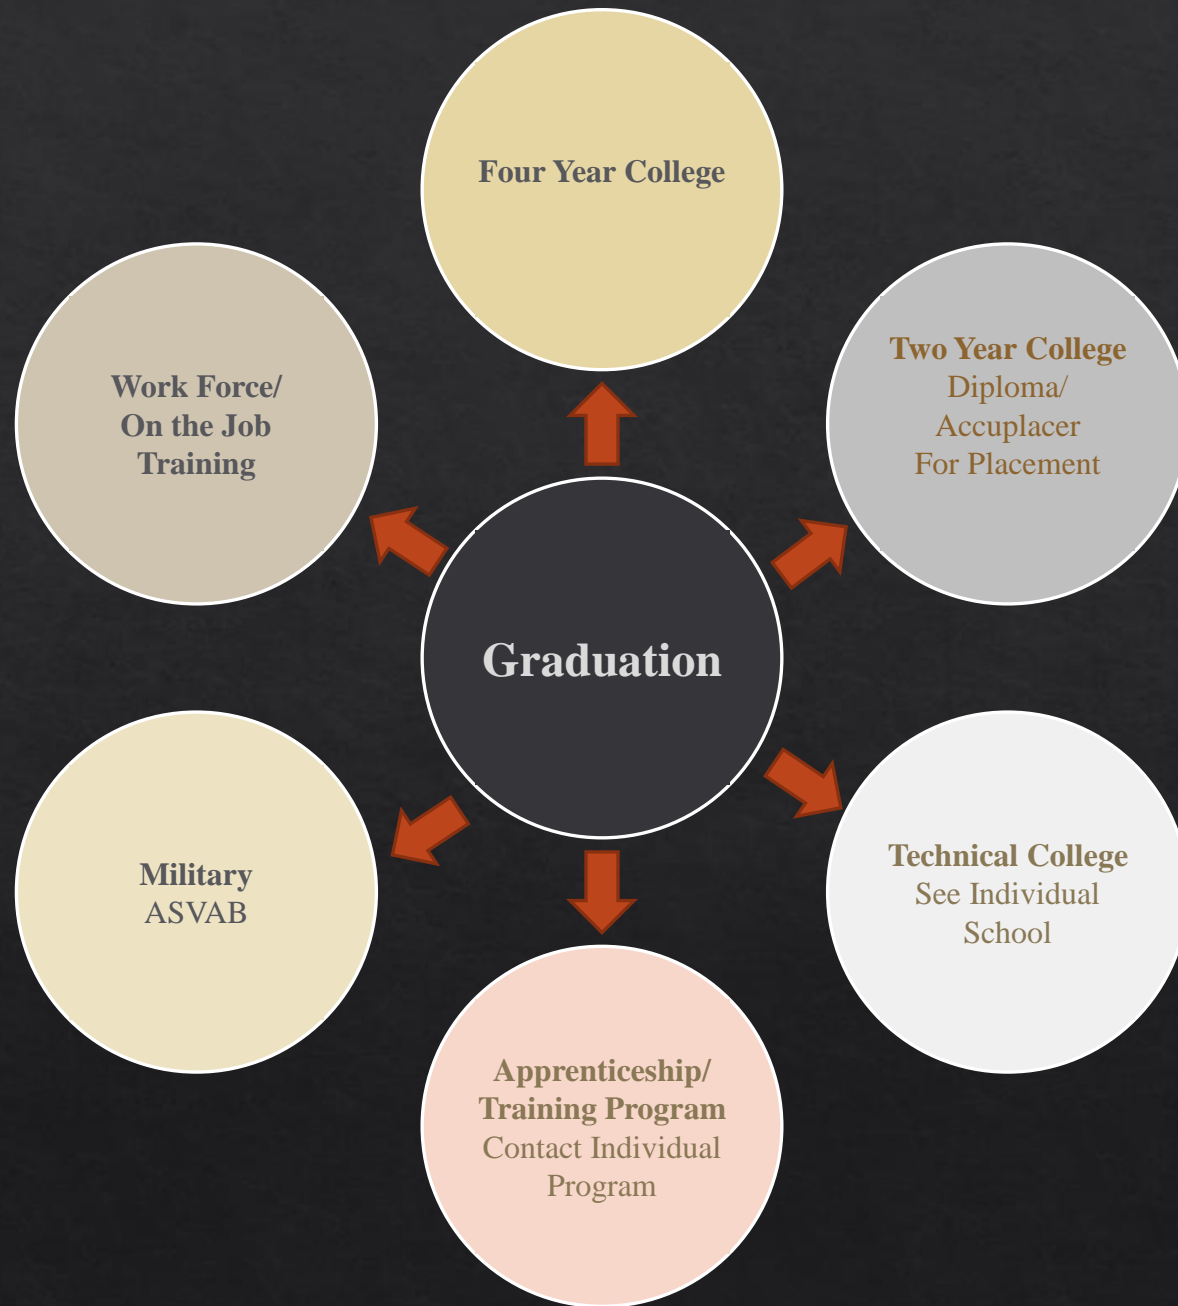 Four Year College
Work Force/
On the Job
Training
Two Year College
Diploma/
Accuplacer
For Placement
Graduation
Military
ASVAB
Technical College
See Individual
School
Apprenticeship/
Training Program
Contact Individual
Program